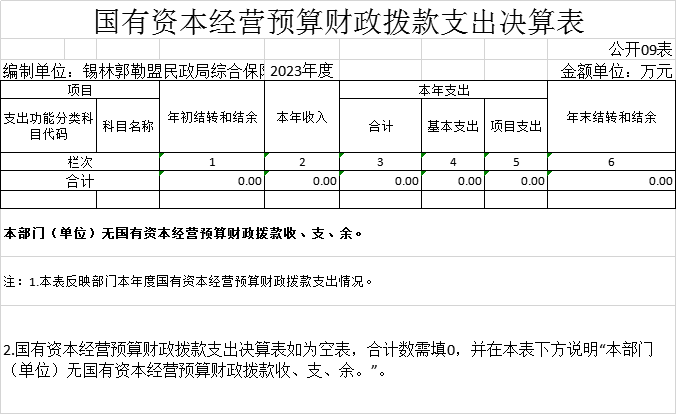 国有资本经营预算财政拨款支出决算表
公开09表
编制单位：锡林郭勒盟民政局综合保 2023年度 金额单位：万元
项目 年初结转和结余 本年收入 本年支出 年末结转和结余
支出功能分类科目代码 科目名称 合计 基本支出 项目支出
栏次 1 2 3 4 5 6
合计 0.00 0.00 0.00 0.00 0.00 0.00
本部门（单位）无国有资本经营预算财政拨款收、支、余。
注：1.本表反映部门本年度国有资本经营预算财政拨款支出情况。
2.国有资本经营预算财政拨款支出决算表如为空表，合计数需填0，并在本表下方说明“本部门
（单位）无国有资本经营预算财政拨款收、支、余。”。